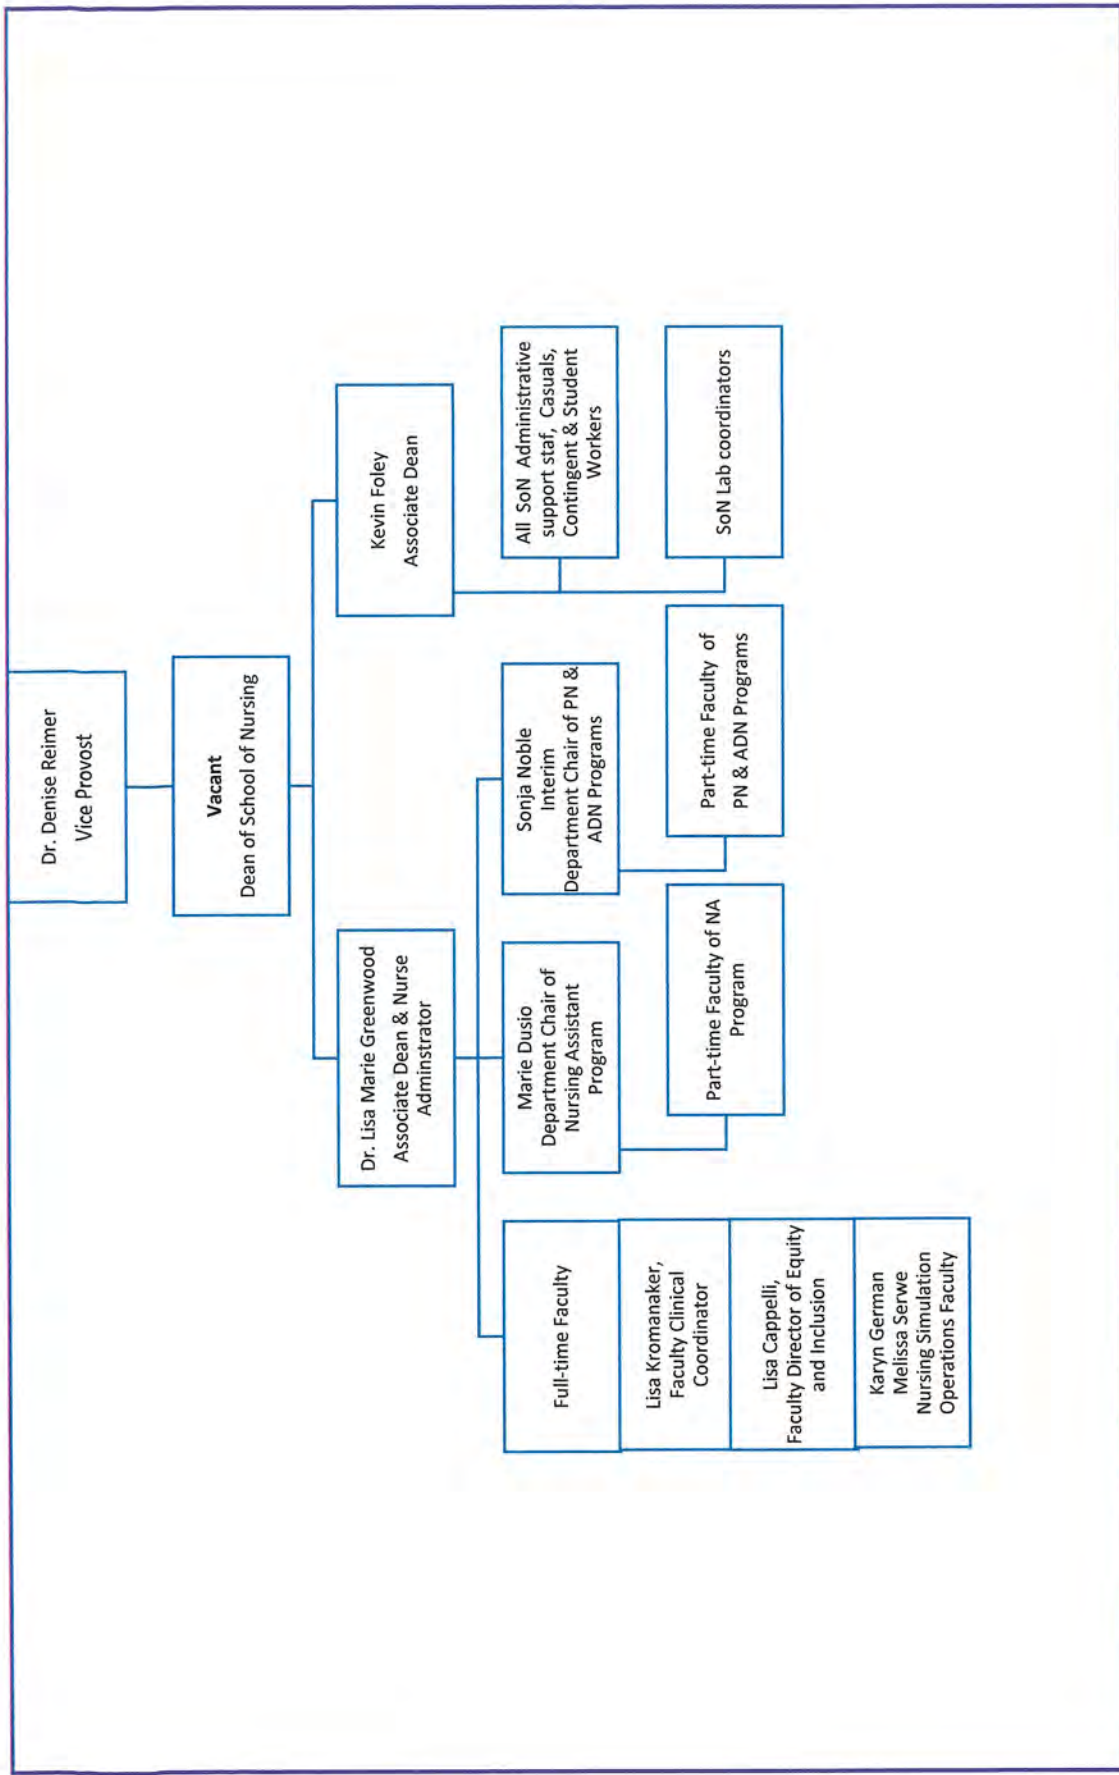 Dr. Denise Reimer
Vice Provost
Vacant
Dean of School of Nursing
Dr. Lisa Marie Greenwood
Associate Dean & Nurse
Adminstrator
Kevin Foley
Associate Dean
Full-time Faculty
Lisa Kromanaker,
Faculty Clinical
Coordinator
Lisa Cappelli,
Faculty Director of Equity
and Inclusion
Karyn German
Melissa Serwe
Nursing Simulation
Operations Faculty
Marie Dusio
Department Chair of
Nursing Assistant
Program
Part-time Faculty of NA
Program
Sonja Noble
Interim
Department Chair of PN &
ADN Programs
Part-time Faculty of
PN & ADN Programs
All SoN Administrative
support staf, Casuals,
Contingent & Student
Workers
SoN Lab coordinators